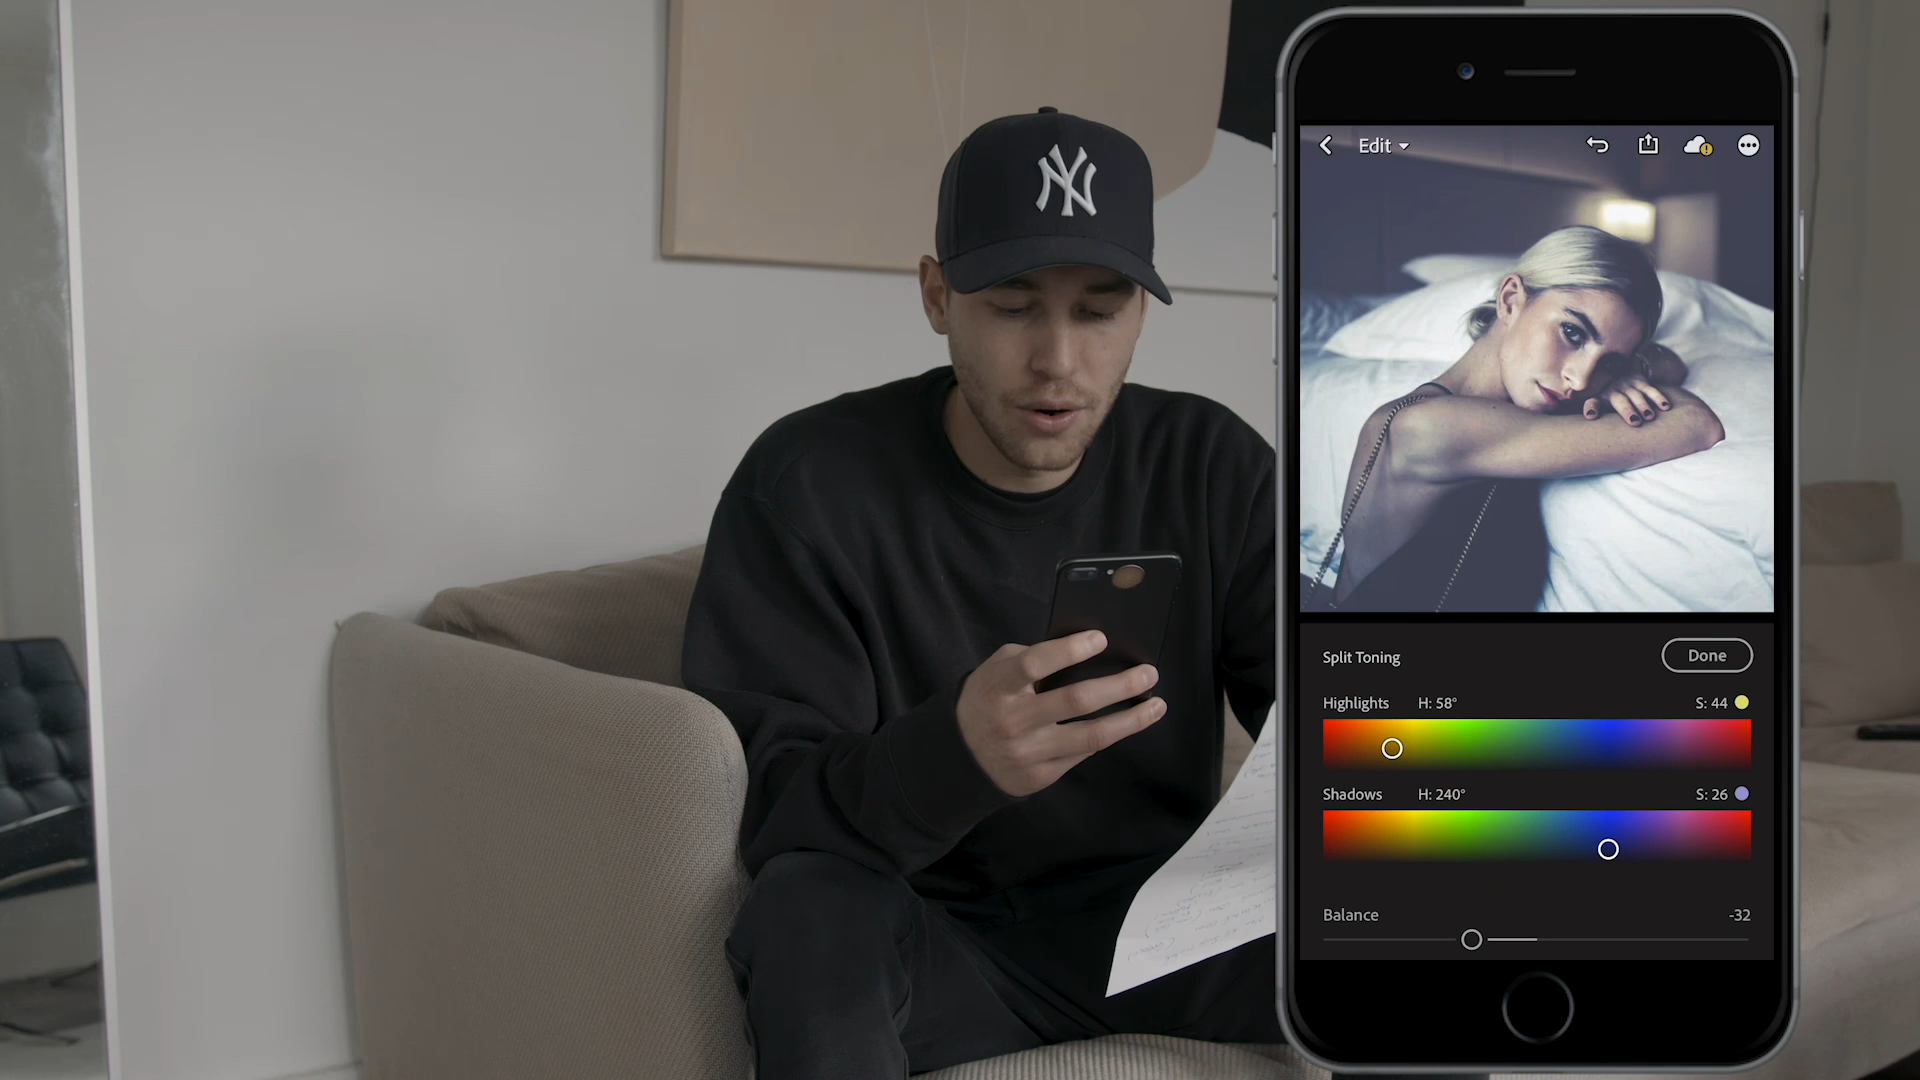 NY
Edit
Split Toning
Done
Highlights H: 58° S: 44
Shadows H: 240° S: 26
Balance -32